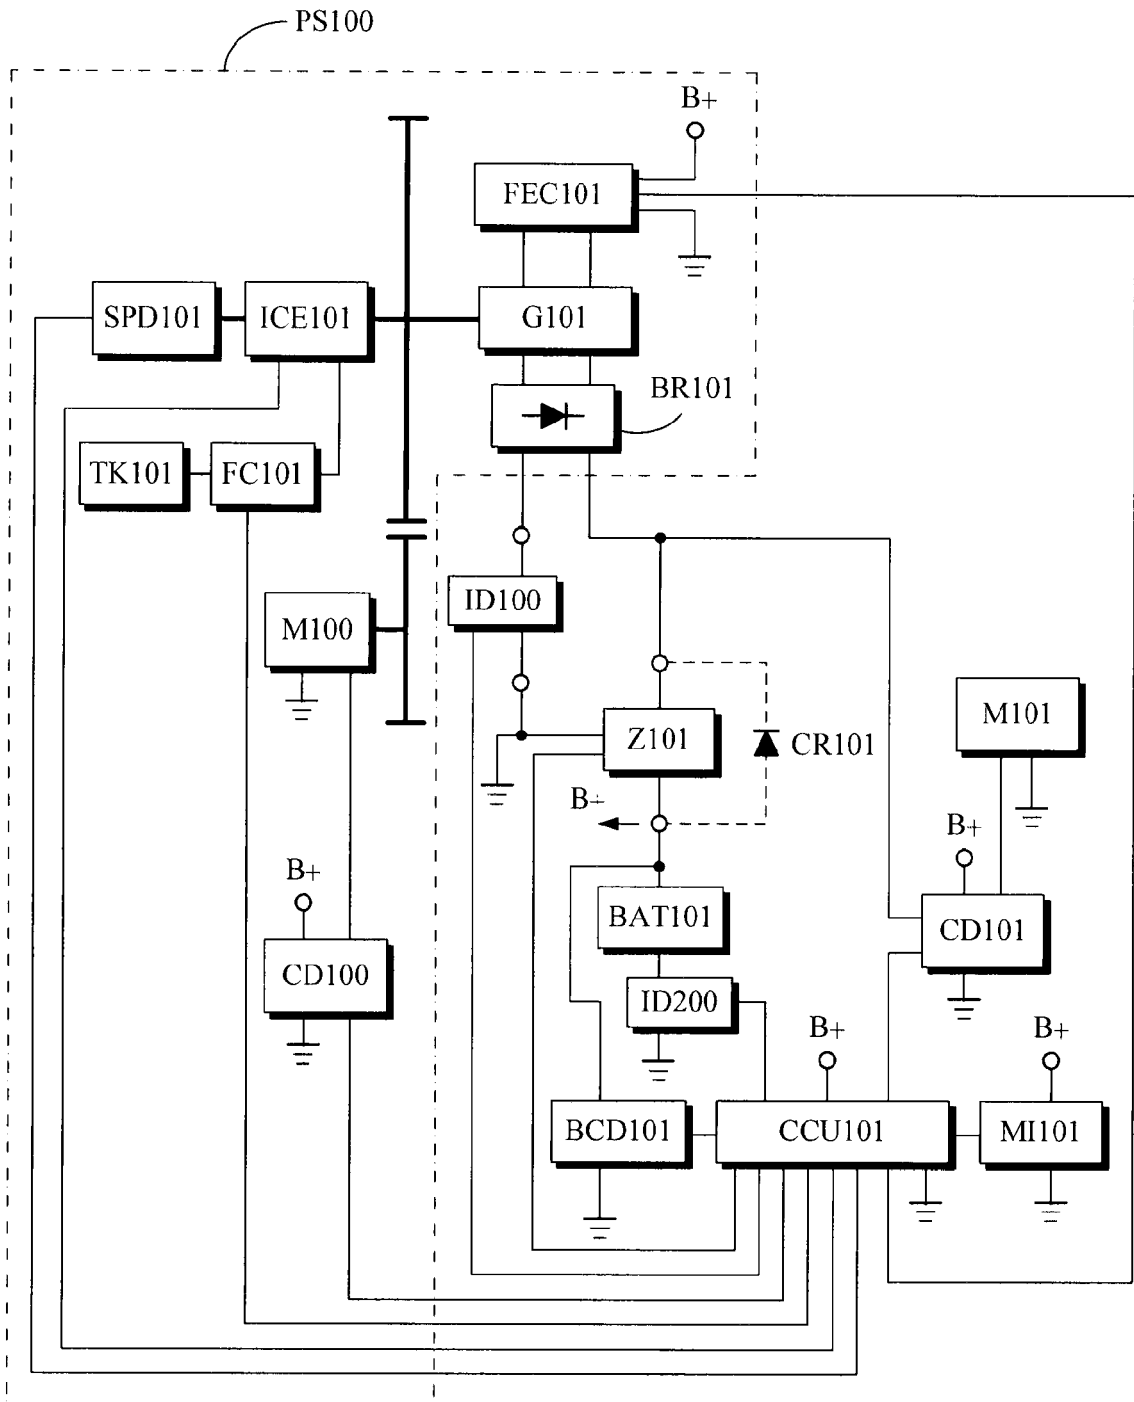 PS100
B+
FEC101
SPD101
ICE101
G101
BR101
TK101
FC101
ID100
M100
M101
Z101
CR101
B+
B+
B+
BAT101
CD101
CD100
ID200
B+
B+
BCD101
CCU101
MI101